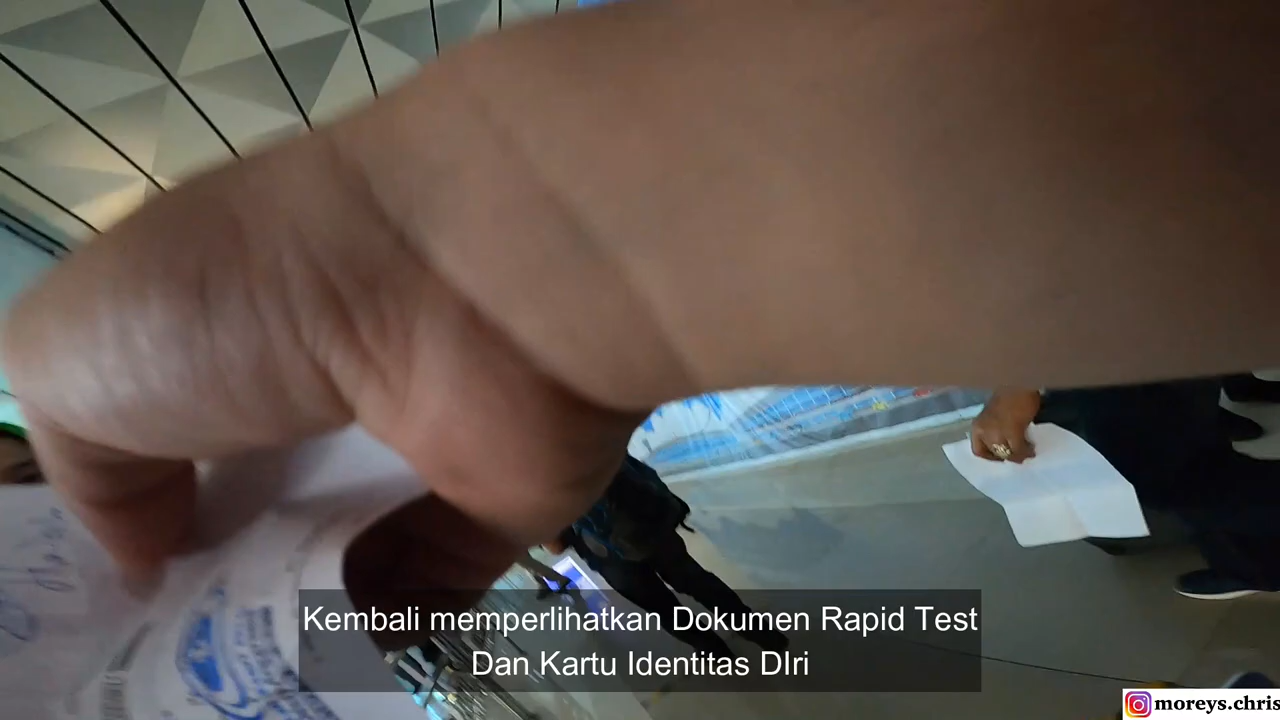 Kembali memperlihatkan Dokumen Rapid Test
Dan Kartu Identitas DIri
moreys.chris